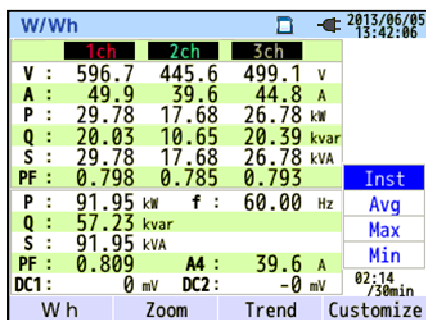 W/Wh 2013/06/05
13:42:06
1ch 2ch 3ch
V : 596.7 445.6 499.1 V
A : 49.9 39.6 44.8 A
P : 29.78 17.68 26.78 kW
Q : 20.03 10.65 20.39 kvar
S : 29.78 17.68 26.78 kVA
PF : 0.798 0.785 0.793
P : 91.95 kW f : 60.00 Hz
Q : 57.23 kvar
S : 91.95 kVA
PF : 0.809 A4 : 39.6 A
DC1: 0 mV DC2: -0 mV
Inst
Avg
Max
Min
02:14
/30min
Wh Zoom Trend Customize